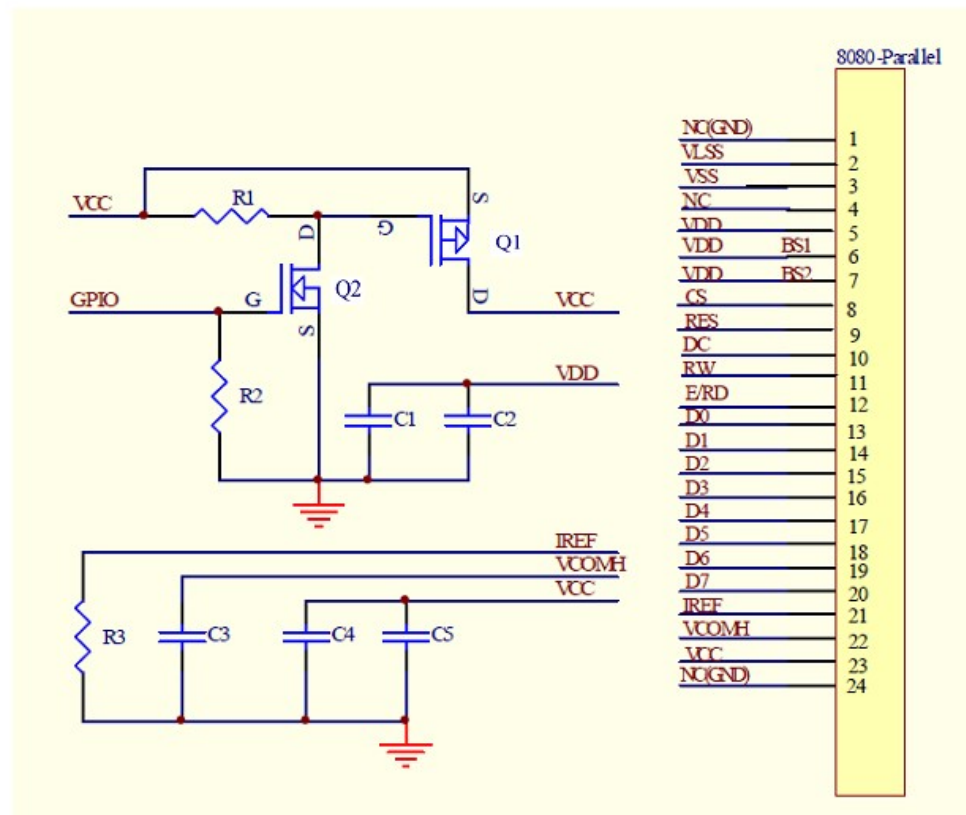 8080-Parallel
NC(GND) 1
VLSS 2
VSS 3
NC 4
VDD 5
VDD BS1 6
VDD BS2 7
CS 8
RES 9
DC 10
RW 11
E/RD 12
D0 13
D1 14
D2 15
D3 16
D4 17
D5 18
D6 19
D7 20
IREF 21
VCOMH 22
VCC 23
NC(GND) 24
VCC
R1
S
G
D
Q1
D
VCC
GPIO
G
Q2
S
R2
VDD
C1
C2
IREF
VCOMH
VCC
R3
C3
C4
C5